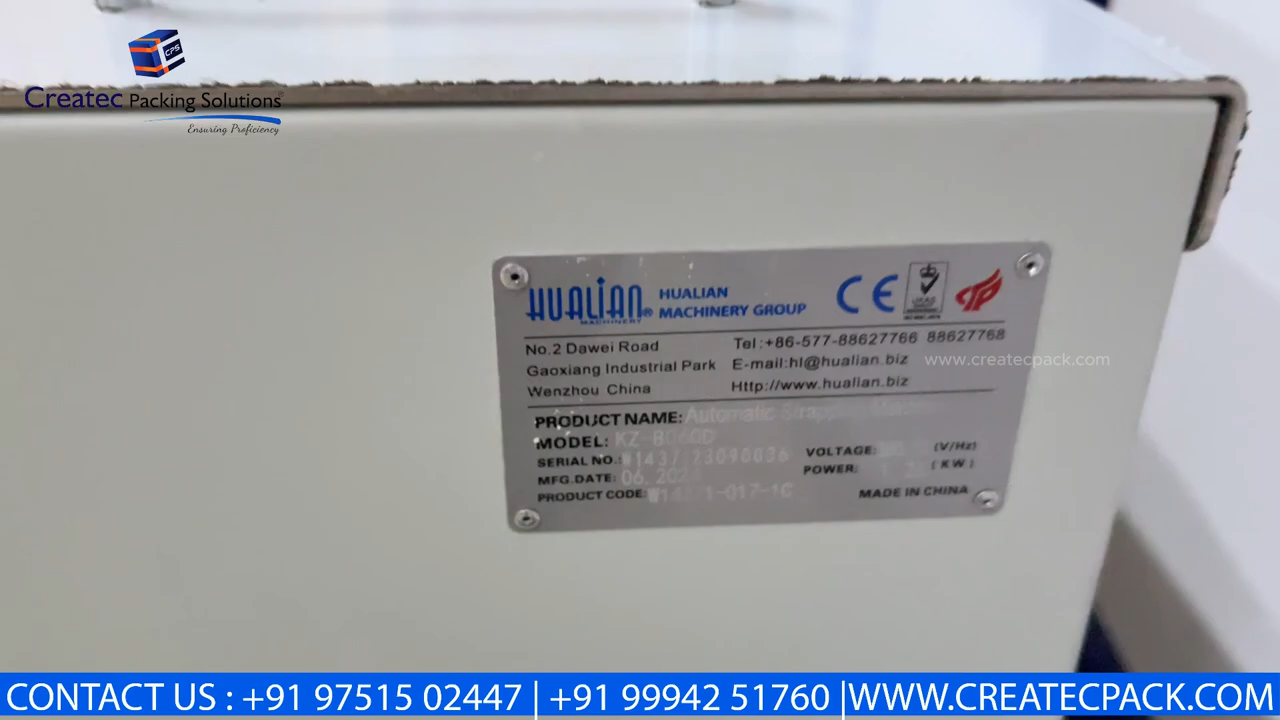 CPS
Createc Packing Solutions
Ensuring Proficiency
HUALIAN® HUALIAN
MACHINERY MACHINERY GROUP
CE
UKAS
No.2 Dawei Road Tel:+86-577-88627766 88627768
Gaoxiang Industrial Park E-mail:hl@hualian.biz
Wenzhou China Http://www.hualian.biz
www.createcpack.com
PRODUCT NAME: Automatic
MODEL:
SERIAL NO.: VOLTAGE: (V/Hz)
MFG.DATE: POWER: (KW)
PRODUCT CODE: MADE IN CHINA
CONTACT US : +91 97515 02447 | +91 99942 51760 |WWW.CREATECPACK.COM